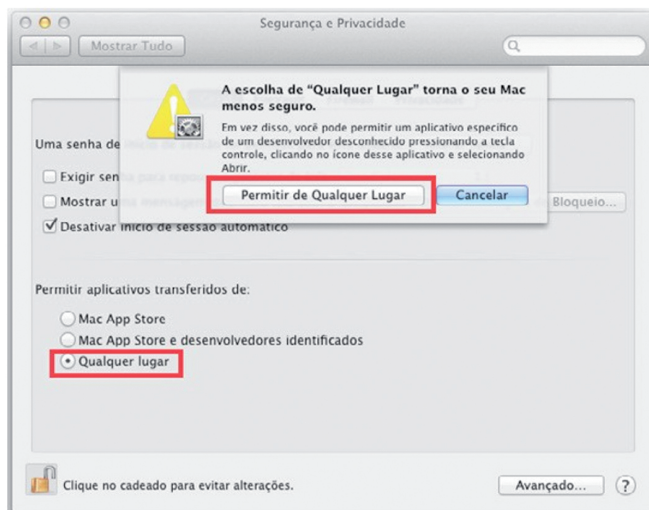 Segurança e Privacidade
Mostrar Tudo
A escolha de “Qualquer Lugar” torna o seu Mac
menos seguro.
Em vez disso, você pode permitir um aplicativo específico
de um desenvolvedor desconhecido pressionando a tecla
controle, clicando no ícone desse aplicativo e selecionando
Abrir.
Permitir de Qualquer Lugar
Cancelar
Uma senha de
Exigir
Mostrar
Bloqueio...
Desativar início de sessão automático
Permitir aplicativos transferidos de:
Mac App Store
Mac App Store e desenvolvedores identificados
Qualquer lugar
Clique no cadeado para evitar alterações.
Avançado...
?